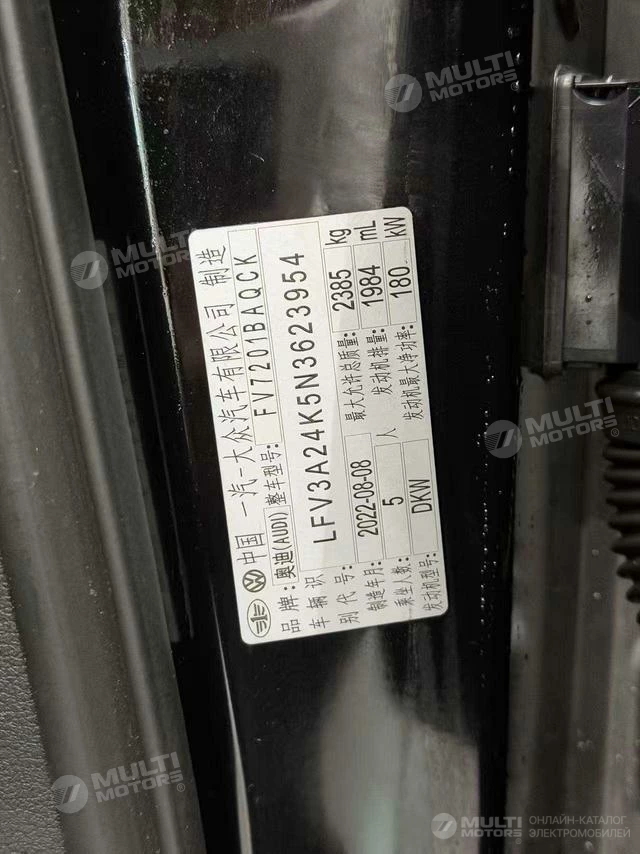 中国 一汽-大众汽车有限公司 制造
品牌: 奥迪(AUDI) 整车型号: FV7201BAQCK
车辆识别代号: LFV3A24K5N3623954
制造年月: 2022-08-08 最大允许总质量: 2385 kg
乘坐人数: 5 人 发动机排量: 1984 mL
发动机型号: DKW 发动机最大净功率: 180 kW
MULTI MOTORS
MULTI MOTORS
MULTI MOTORS
MULTI MOTORS
MULTI MOTORS
MULTI MOTORS
MULTI MOTORS
ОНЛАЙН-КАТАЛОГ
ЭЛЕКТРОМОБИЛЕЙ